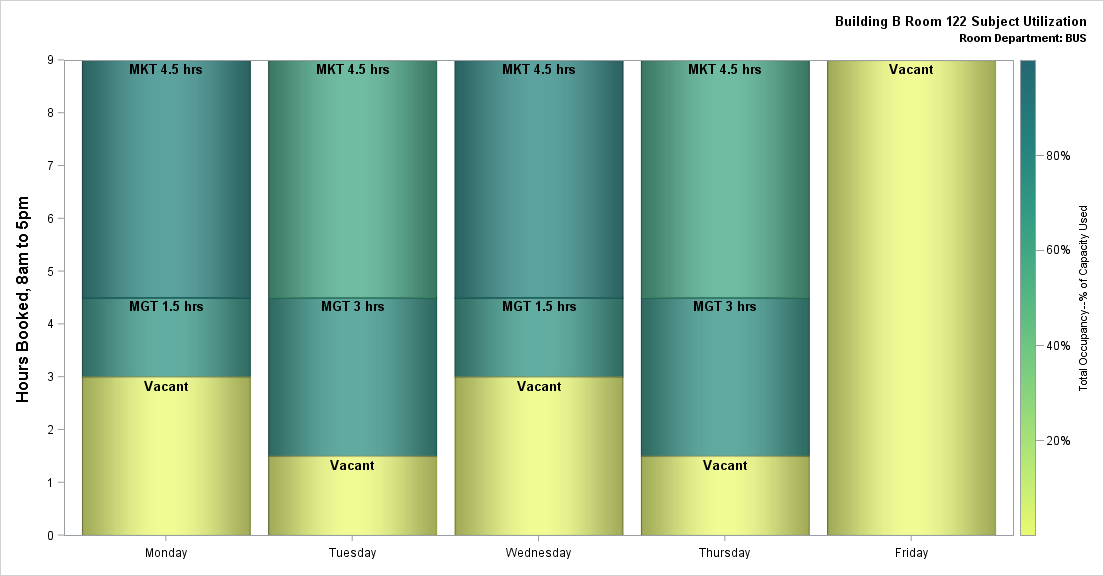 Building B Room 122 Subject Utilization
Room Department: BUS
Hours Booked, 8am to 5pm
9
8
7
6
5
4
3
2
1
0
MKT 4.5 hrs
MGT 1.5 hrs
Vacant
MKT 4.5 hrs
MGT 3 hrs
Vacant
MKT 4.5 hrs
MGT 1.5 hrs
Vacant
MKT 4.5 hrs
MGT 3 hrs
Vacant
Vacant
Monday
Tuesday
Wednesday
Thursday
Friday
80%
60%
40%
20%
Total Occupancy--% of Capacity Used